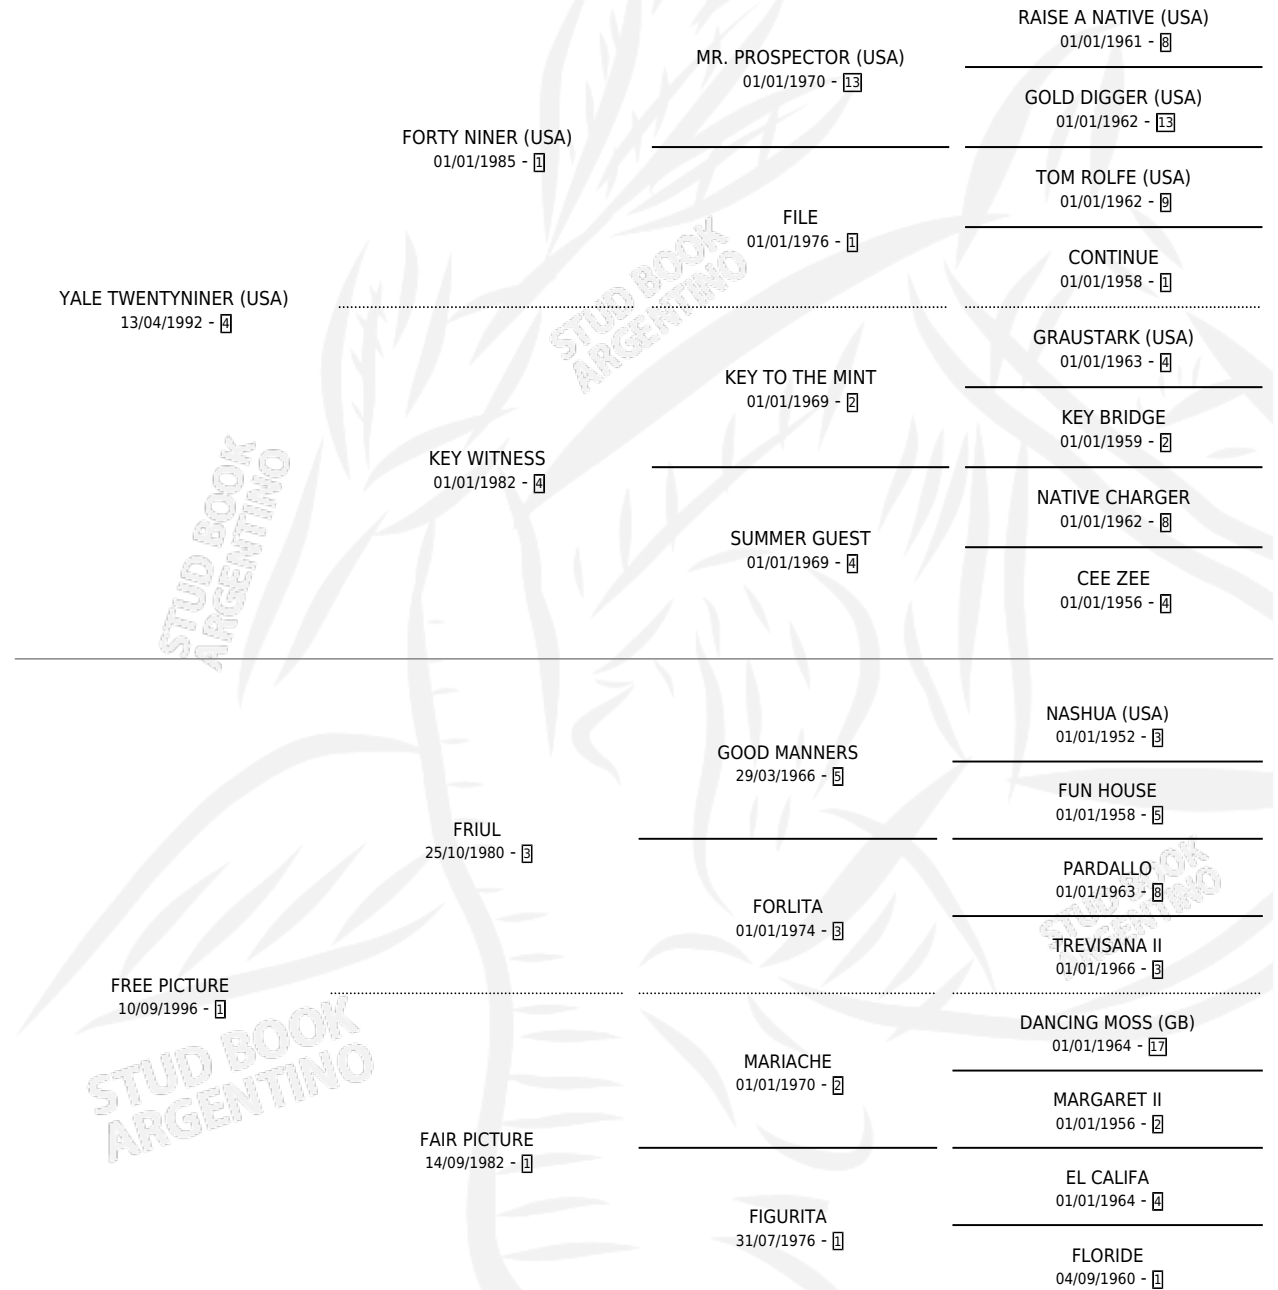 RAISE A NATIVE (USA)
01/01/1961 - 8
MR. PROSPECTOR (USA)
01/01/1970 - 13
GOLD DIGGER (USA)
01/01/1962 - 13
FORTY NINER (USA)
01/01/1985 - 1
TOM ROLFE (USA)
01/01/1962 - 9
FILE
01/01/1976 - 1
CONTINUE
01/01/1958 - 1
YALE TWENTYNINER (USA)
13/04/1992 - 4
GRAUSTARK (USA)
01/01/1963 - 4
KEY TO THE MINT
01/01/1969 - 2
KEY BRIDGE
01/01/1959 - 2
KEY WITNESS
01/01/1982 - 4
NATIVE CHARGER
01/01/1962 - 8
SUMMER GUEST
01/01/1969 - 4
CEE ZEE
01/01/1956 - 4
NASHUA (USA)
01/01/1952 - 3
GOOD MANNERS
29/03/1966 - 5
FUN HOUSE
01/01/1958 - 5
FRIUL
25/10/1980 - 3
PARDALLO
01/01/1963 - 8
FORLITA
01/01/1974 - 3
TREVISANA II
01/01/1966 - 3
FREE PICTURE
10/09/1996 - 1
DANCING MOSS (GB)
01/01/1964 - 17
MARIACHE
01/01/1970 - 2
MARGARET II
01/01/1956 - 2
FAIR PICTURE
14/09/1982 - 1
EL CALIFA
01/01/1964 - 4
FIGURITA
31/07/1976 - 1
FLORIDE
04/09/1960 - 1
STUD BOOK
ARGENTINO
STUD BOOK
ARGENTINO
STUD BOOK
ARGENTINO
STUD BOOK
ARGENTINO